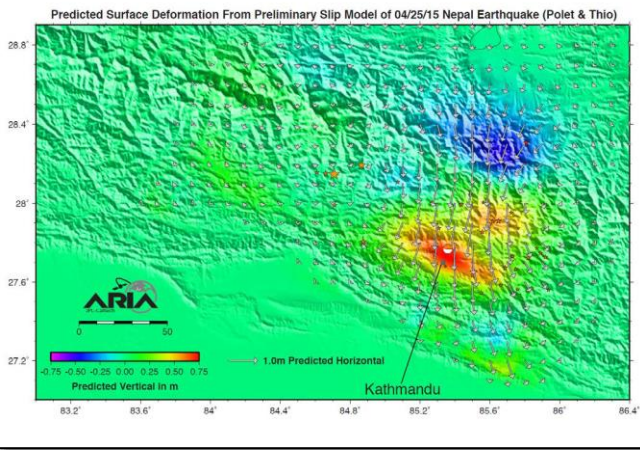 Predicted Surface Deformation From Preliminary Slip Model of 04/25/15 Nepal Earthquake (Polet & Thio)
28.8˚
28.4˚
28˚
27.6˚
27.2˚
ARIA
0 50
-0.75 -0.50 -0.25 0.00 0.25 0.50 0.75
Predicted Vertical in m
1.0m Predicted Horizontal
Kathmandu
83.2˚ 83.6˚ 84˚ 84.4˚ 84.8˚ 85.2˚ 85.6˚ 86˚ 86.4˚